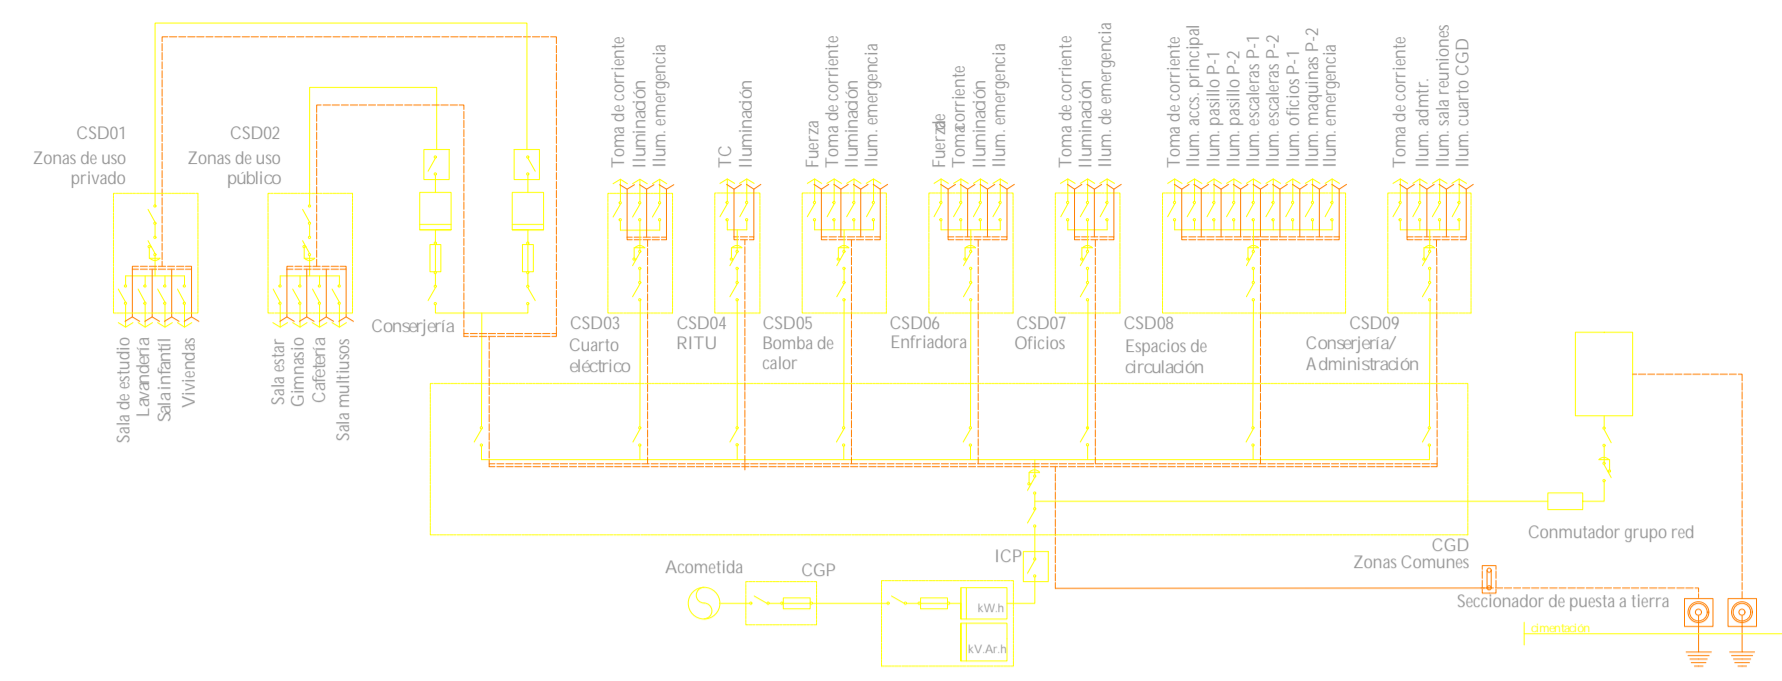 CSD01
Zonas de uso
privado
CSD02
Zonas de uso
público
Toma de corriente
Iluminación
Ilum. emergencia
TC
Iluminación
Fuerza
Toma de corriente
Iluminación
Ilum. emergencia
Fuerza
Toma de corriente
Iluminación
Ilum. emergencia
Toma de corriente
Iluminación
Ilum. de emergencia
Toma de corriente
Ilum. accs. principal
Ilum. pasillo P-1
Ilum. pasillo P-2
Ilum. escaleras P-1
Ilum. escaleras P-2
Ilum. oficios P-1
Ilum. maquinas P-2
Ilum. emergencia
Toma de corriente
Ilum. admtr.
Ilum. sala reuniones
Ilum. cuarto CGD
Sala de estudio
Lavandería
Sala infantil
Viviendas
Sala estar
Gimnasio
Cafetería
Sala multiusos
Conserjería
CSD03
Cuarto
eléctrico
CSD04
RITU
CSD05
Bomba de
calor
CSD06
Enfriadora
CSD07
Oficios
CSD08
Espacios de
circulación
CSD09
Conserjería/
Administración
Conmutador grupo red
CGD
Zonas Comunes
ICP
Acometida
CGP
kW.h
kV.Ar.h
Seccionador de puesta a tierra
cimentación